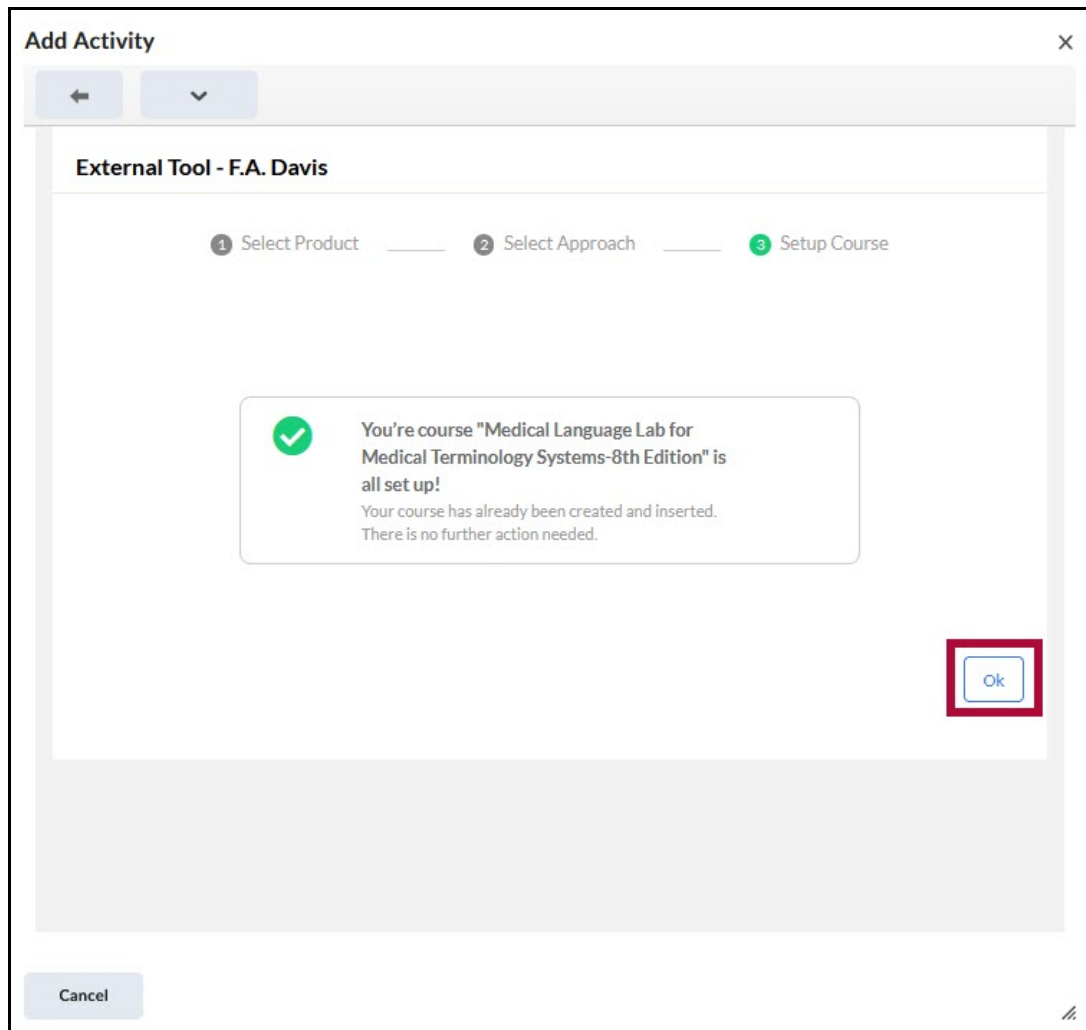 Add Activity
External Tool - F.A. Davis
1 Select Product 2 Select Approach 3 Setup Course
You’re course "Medical Language Lab for
Medical Terminology Systems-8th Edition" is
all set up!
Your course has already been created and inserted.
There is no further action needed.
Ok
Cancel